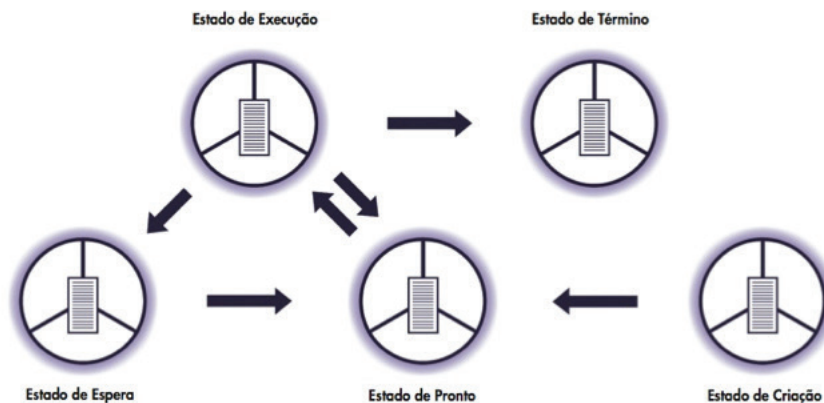 Estado de Execução
Estado de Término
Estado de Espera
Estado de Pronto
Estado de Criação